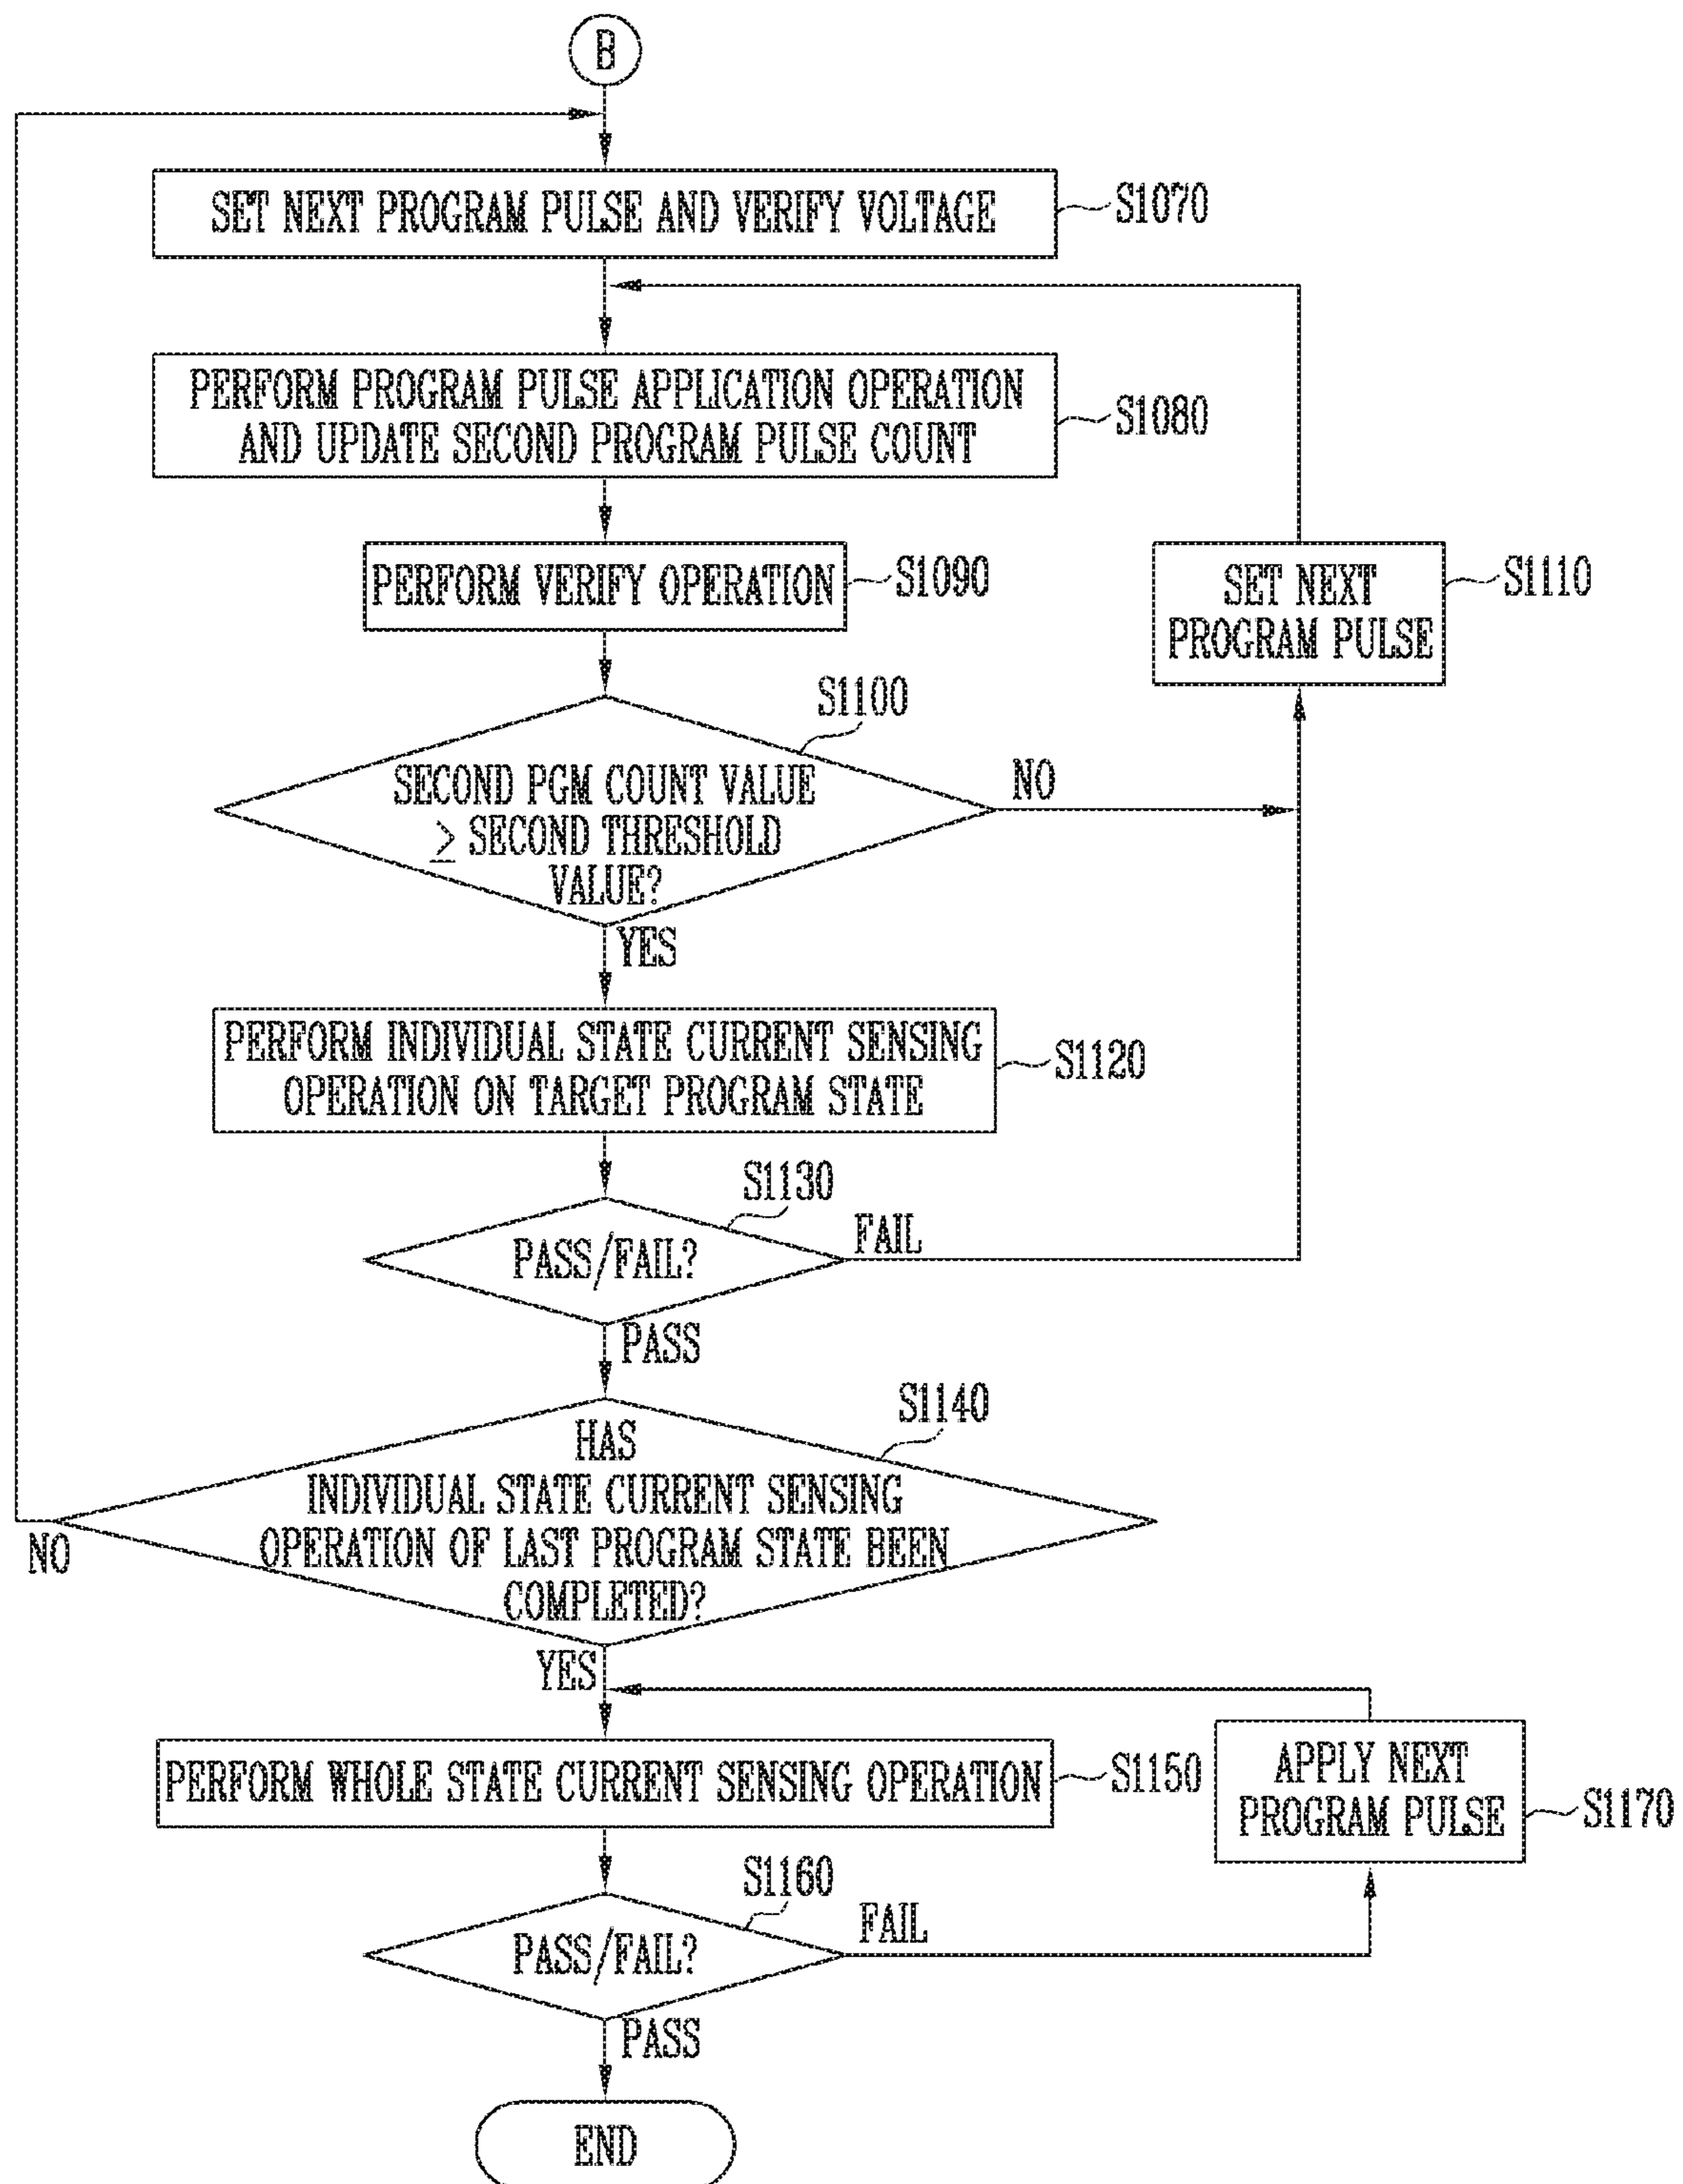 B
SET NEXT PROGRAM PULSE AND VERIFY VOLTAGE
S1070
PERFORM PROGRAM PULSE APPLICATION OPERATION
AND UPDATE SECOND PROGRAM PULSE COUNT
S1080
PERFORM VERIFY OPERATION
S1090
SET NEXT
PROGRAM PULSE
S1110
S1100
SECOND PGM COUNT VALUE
≥ SECOND THRESHOLD
VALUE?
NO
YES
PERFORM INDIVIDUAL STATE CURRENT SENSING
OPERATION ON TARGET PROGRAM STATE
S1120
S1130
PASS/FAIL?
FAIL
PASS
S1140
HAS
INDIVIDUAL STATE CURRENT SENSING
OPERATION OF LAST PROGRAM STATE BEEN
COMPLETED?
NO
YES
PERFORM WHOLE STATE CURRENT SENSING OPERATION
S1150
APPLY NEXT
PROGRAM PULSE
S1170
S1160
PASS/FAIL?
FAIL
PASS
END